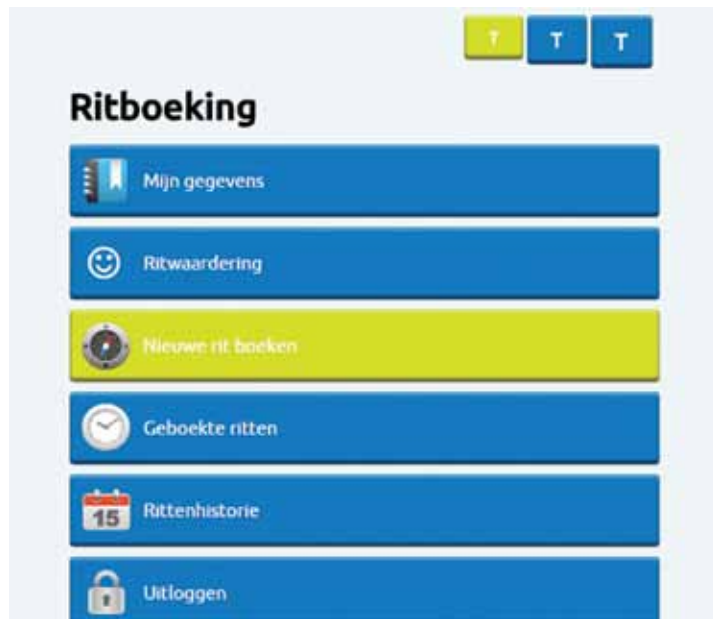 T T T
Ritboeking
Mijn gegevens
Ritwaardering
Nieuwe rit boeken
Geboekte ritten
15 Rittenhistorie
Uitloggen